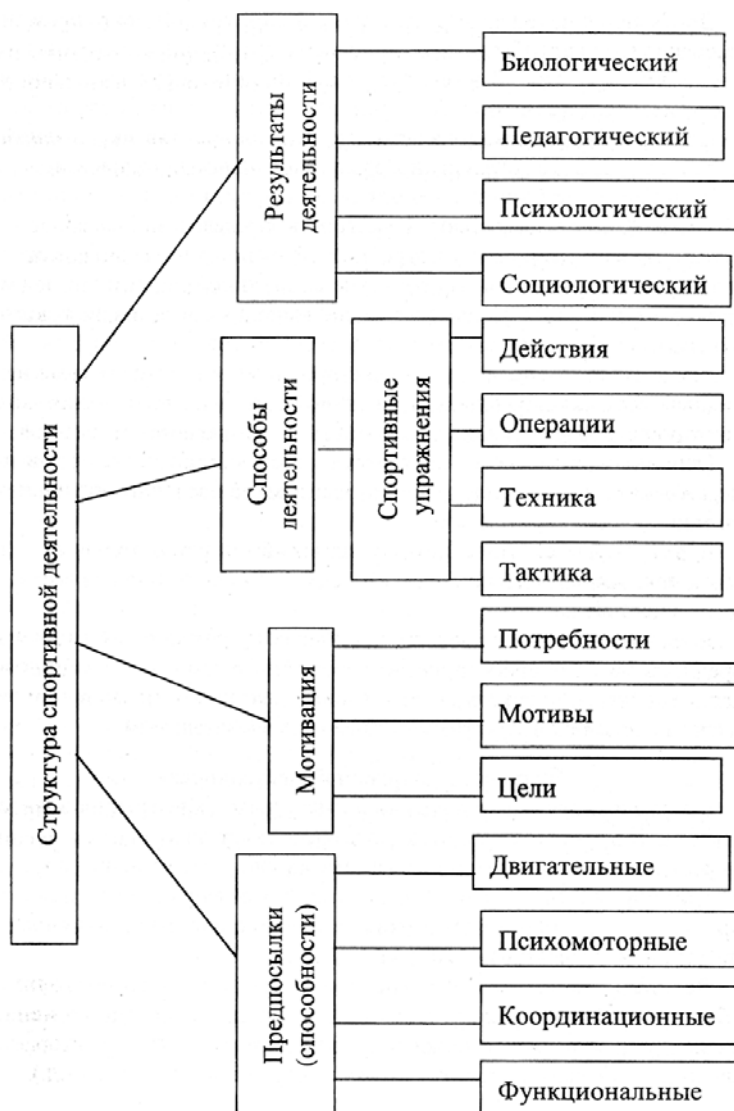 Структура спортивной деятельности
Результаты
деятельности
Биологический
Педагогический
Психологический
Социологический
Способы
деятельности
Спортивные
упражнения
Действия
Операции
Техника
Тактика
Мотивация
Потребности
Мотивы
Цели
Предпосылки
(способности)
Двигательные
Психомоторные
Координационные
Функциональные